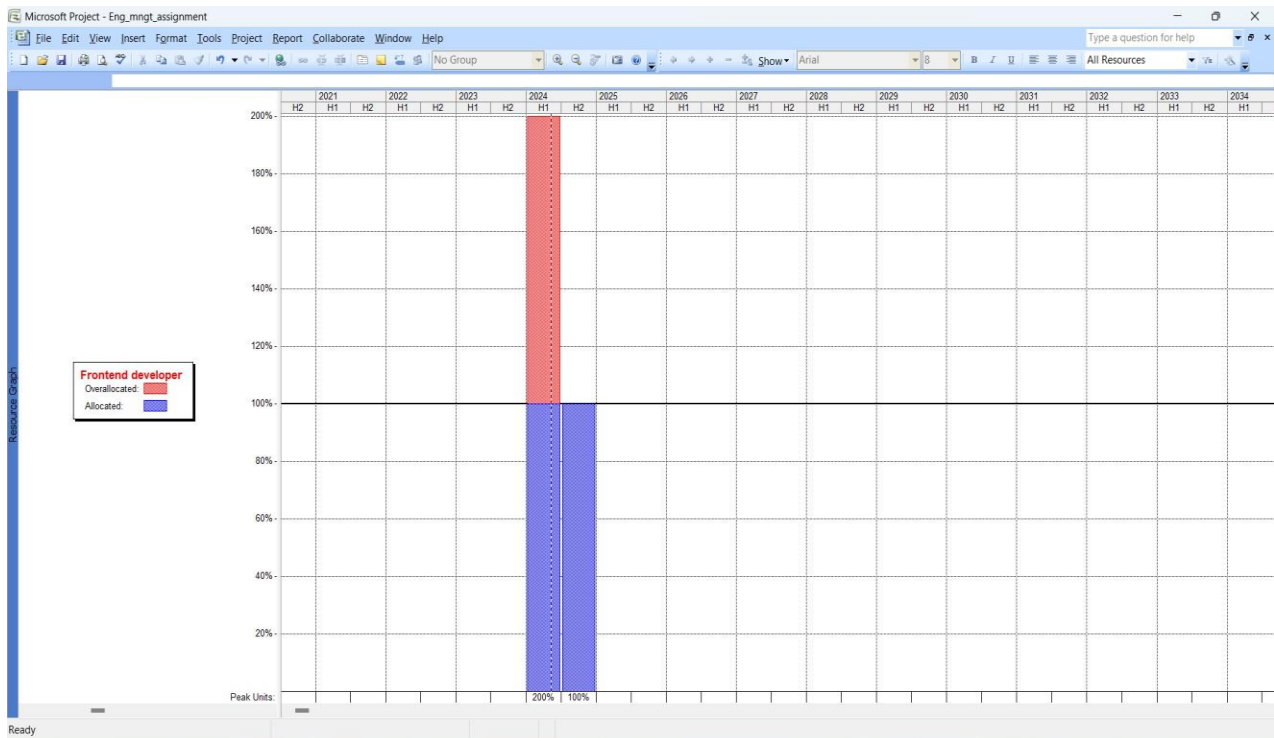 Microsoft Project - Eng_mngt_assignment
File Edit View Insert Format Tools Project Report Collaborate Window Help
Type a question for help
No Group
Show
Arial
8
B I U
All Resources
2021 2022 2023 2024 2025 2026 2027 2028 2029 2030 2031 2032 2033 2034
H2 H1 H2 H1 H2 H1 H2 H1 H2 H1 H2 H1 H2 H1 H2 H1 H2 H1 H2 H1 H2 H1 H2 H1 H2 H1 H2 H1
200%
180%
160%
140%
120%
Resource Graph
Frontend developer
Overallocated:
Allocated:
100%
80%
60%
40%
20%
Peak Units: 200% 100%
Ready